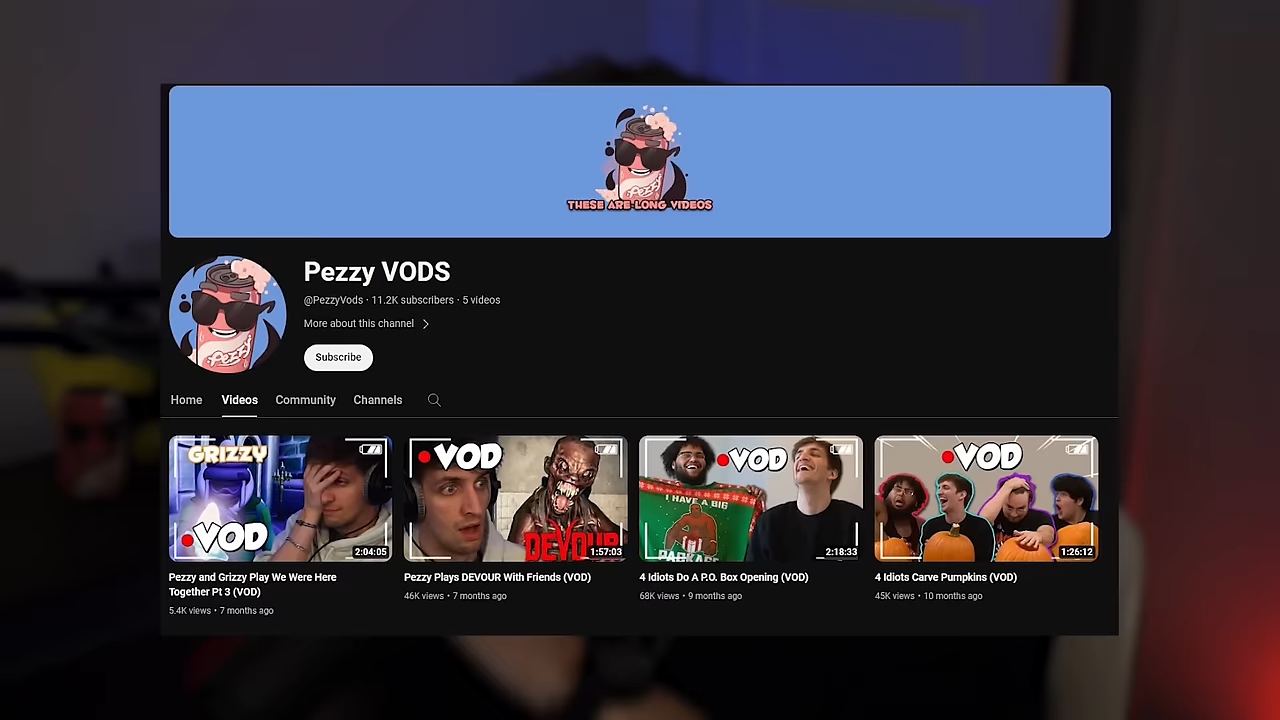 Pezzy
THESE ARE LONG VIDEOS
Pezzy
Pezzy VODS
@PezzyVods · 11.2K subscribers · 5 videos
More about this channel
Subscribe
Home Videos Community Channels
GRIZZY
VOD
2:04:05
VOD
DEVOUR
1:57:03
VOD
I HAVE A BIG
PACKAGE
2:18:33
VOD
1:26:12
Pezzy and Grizzy Play We Were Here
Together Pt 3 (VOD)
5.4K views · 7 months ago
Pezzy Plays DEVOUR With Friends (VOD)
46K views · 7 months ago
4 Idiots Do A P.O. Box Opening (VOD)
68K views · 9 months ago
4 Idiots Carve Pumpkins (VOD)
45K views · 10 months ago